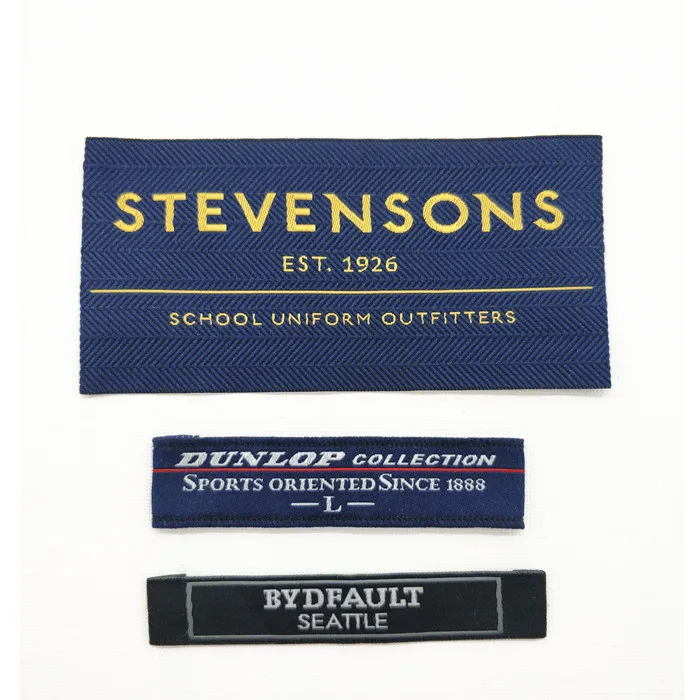 STEVENSONS
EST. 1926
SCHOOL UNIFORM OUTFITTERS
DUNLOP COLLECTION
SPORTS ORIENTED SINCE 1888
—L—
BYDFAULT
SEATTLE